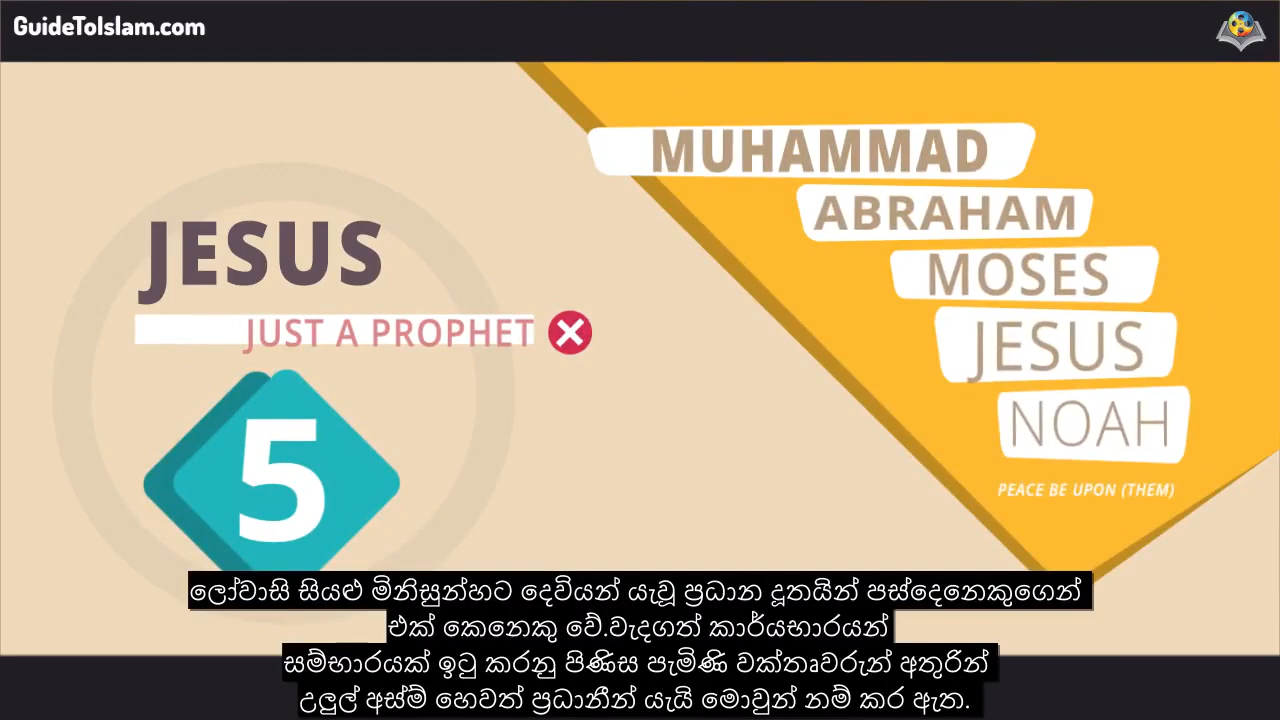 GuideToIslam.com
JESUS
JUST A PROPHET
5
MUHAMMAD
ABRAHAM
MOSES
JESUS
NOAH
PEACE BE UPON (THEM)
ලෝවාසි සියළු මිනිසුන්හට දෙවියන් යැවූ ප්‍රධාන දූතයින් පස්දෙනෙකුගෙන්
එක් කෙනෙකු වේ.වැදගත් කාර්යභාරයන්
සම්භාරයක් ඉටු කරනු පිණිස පැමිණි වක්තෘවරුන් අතුරින්
උලුල් අස්ම් හෙවත් ප්‍රධානීන් යැයි මොවුන් නම් කර ඇත.